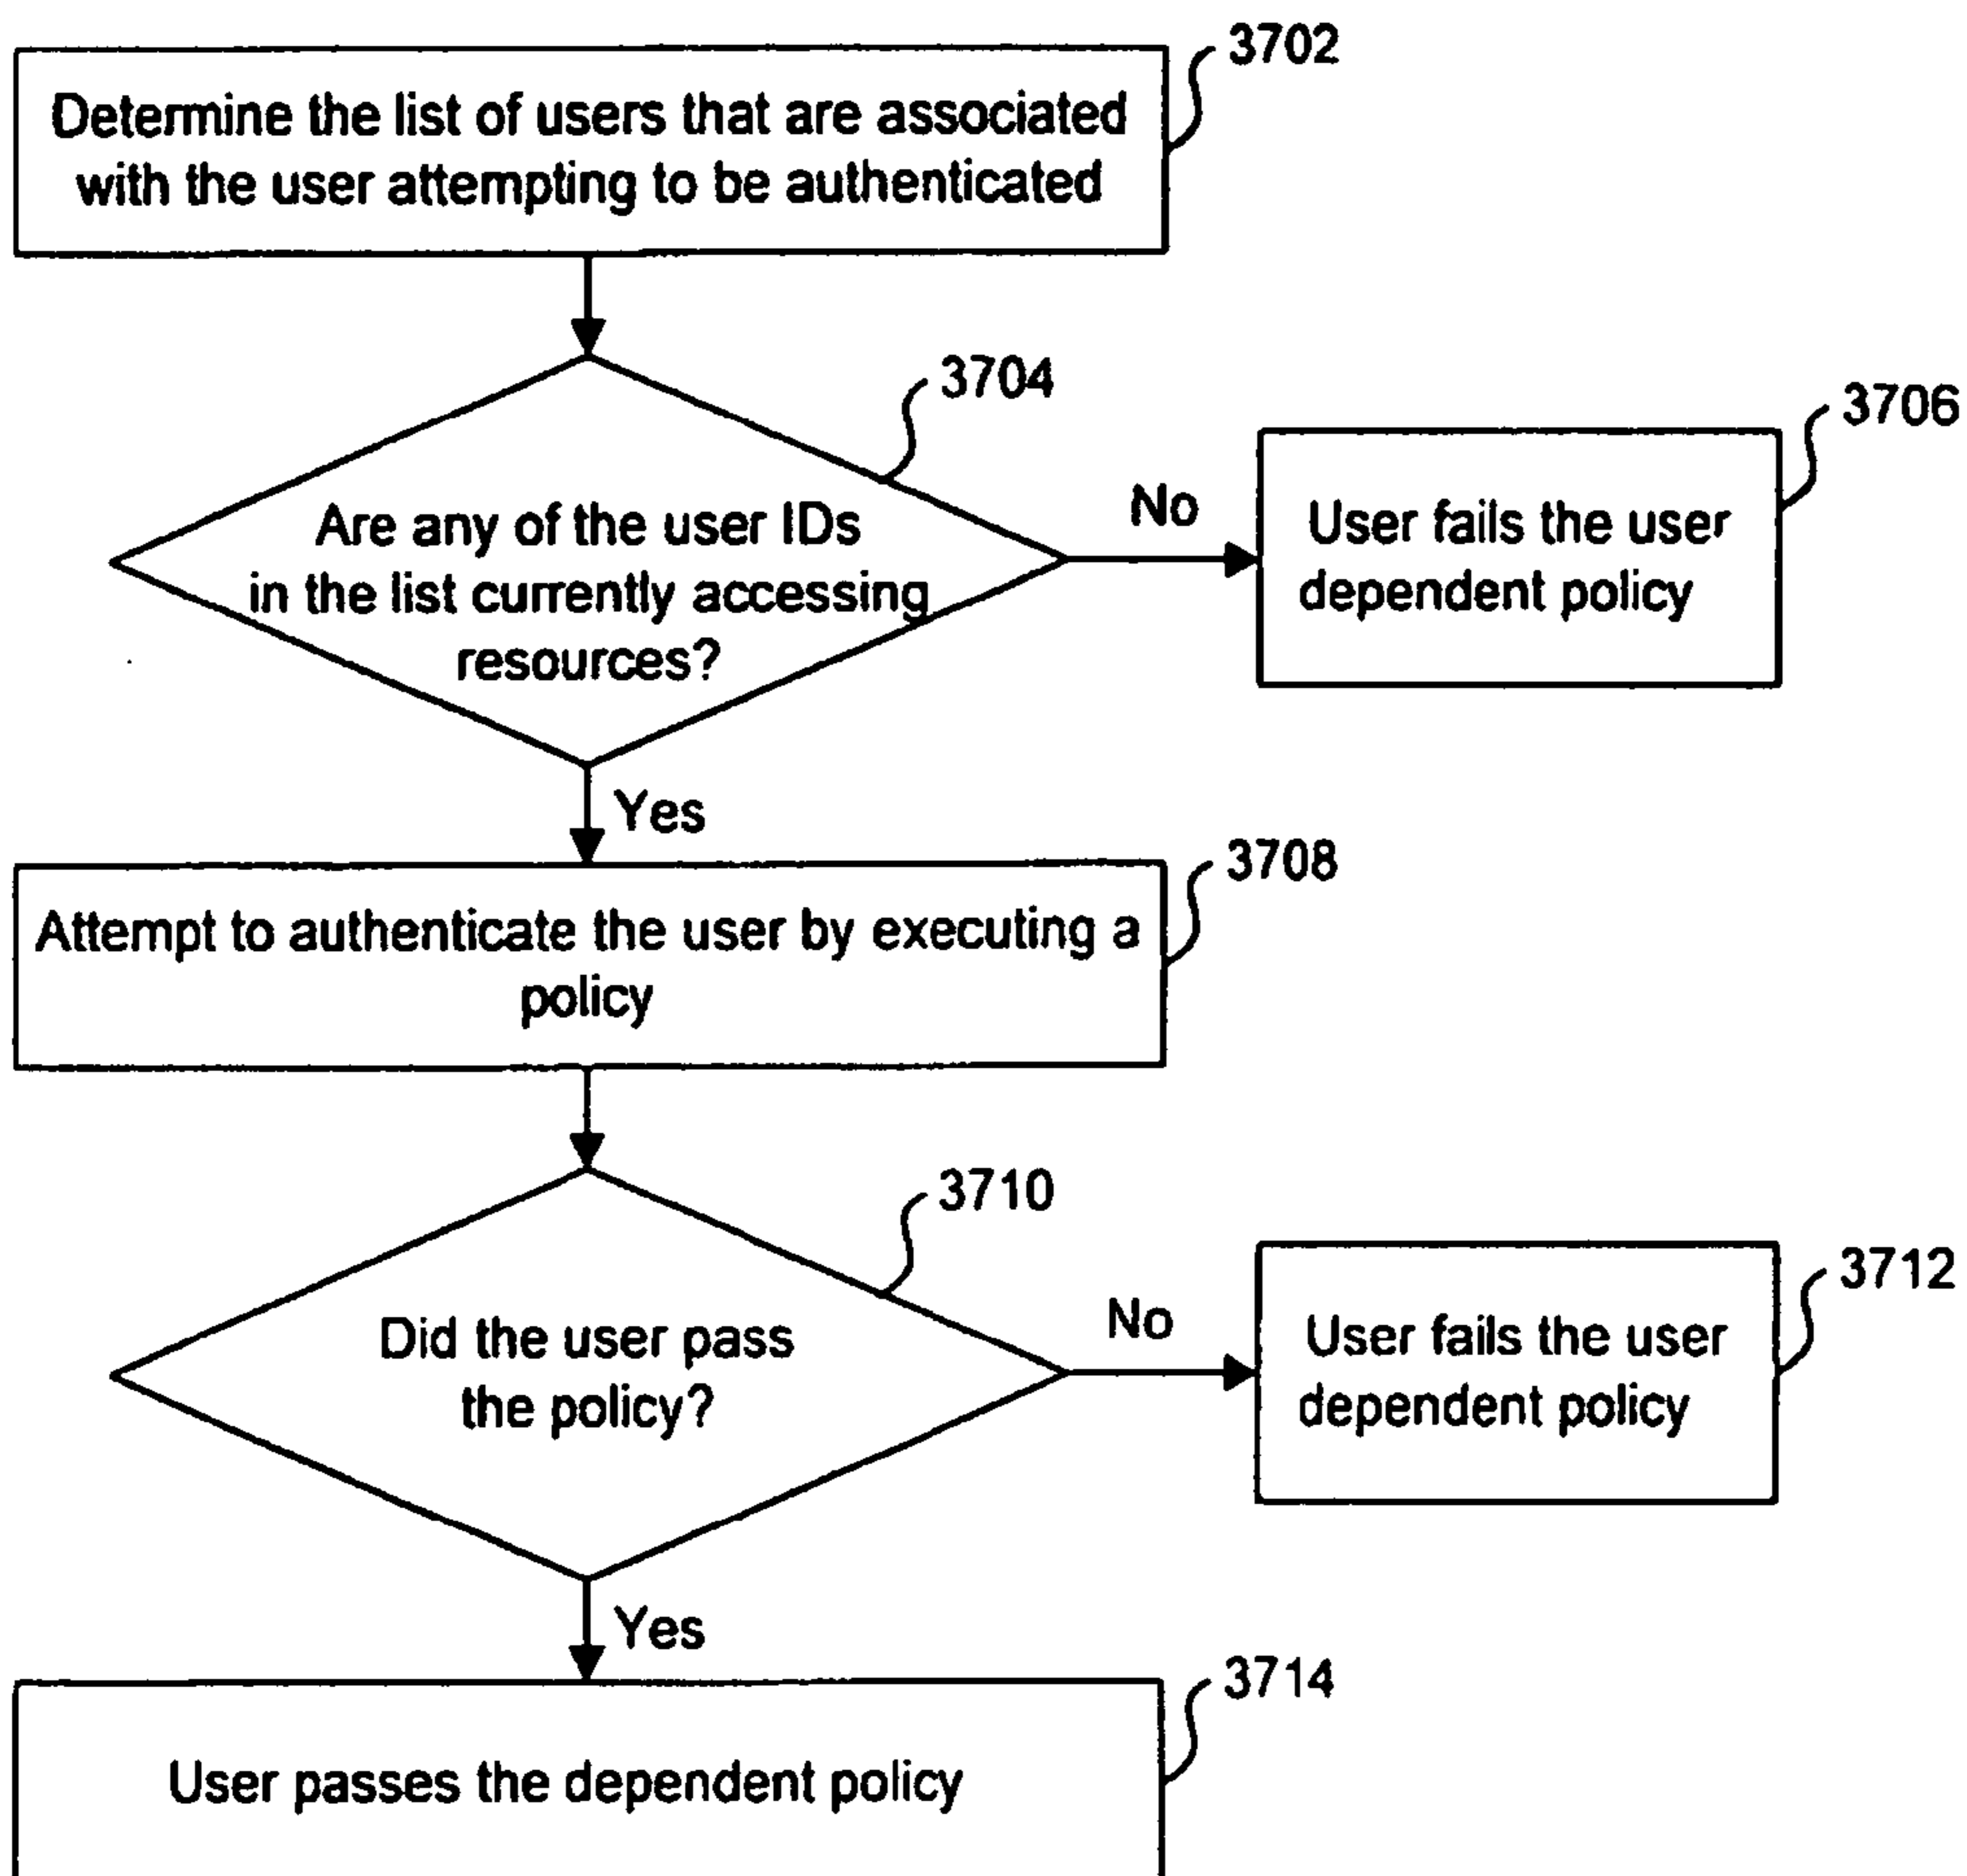 3702
Determine the list of users that are associated
with the user attempting to be authenticated
3704
Are any of the user IDs
in the list currently accessing
resources?
No
3706
User fails the user
dependent policy
Yes
3708
Attempt to authenticate the user by executing a
policy
3710
Did the user pass
the policy?
No
3712
User fails the user
dependent policy
Yes
3714
User passes the dependent policy